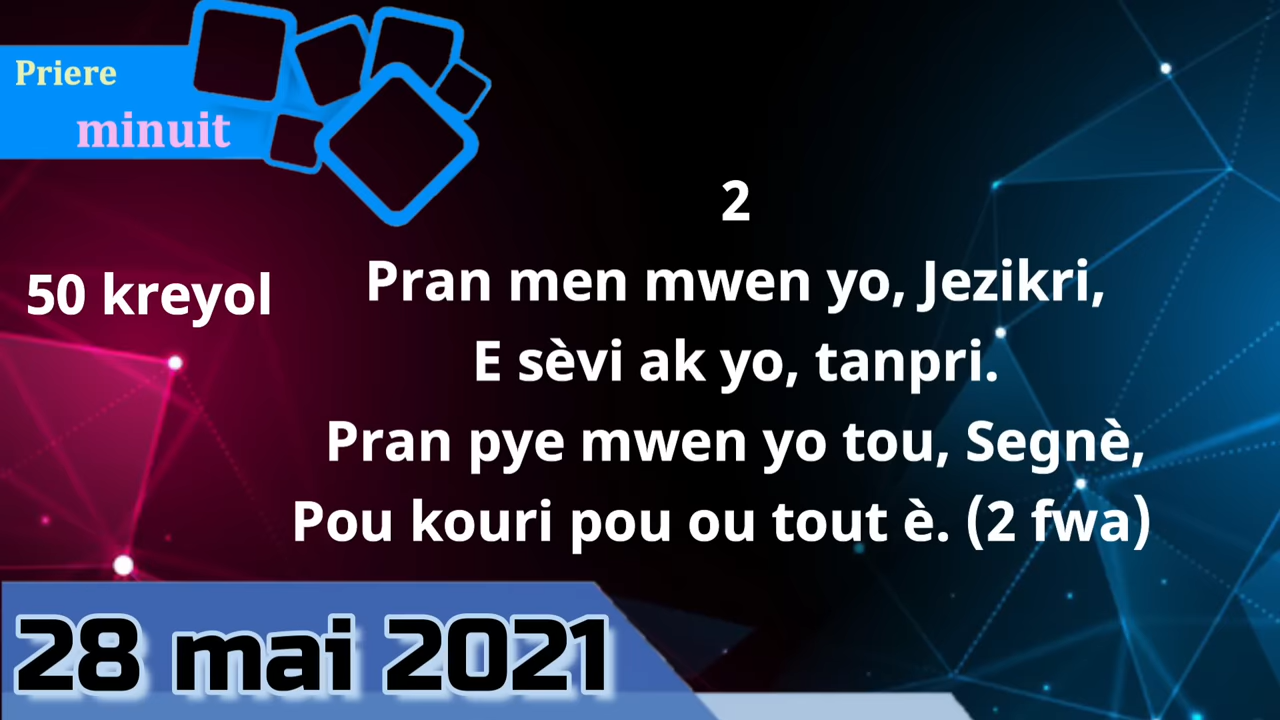 Priere
minuit
50 kreyol
2
Pran men mwen yo, Jezikri,
E sèvi ak yo, tanpri.
Pran pye mwen yo tou, Segnè,
Pou kouri pou ou tout è. (2 fwa)
28 mai 2021